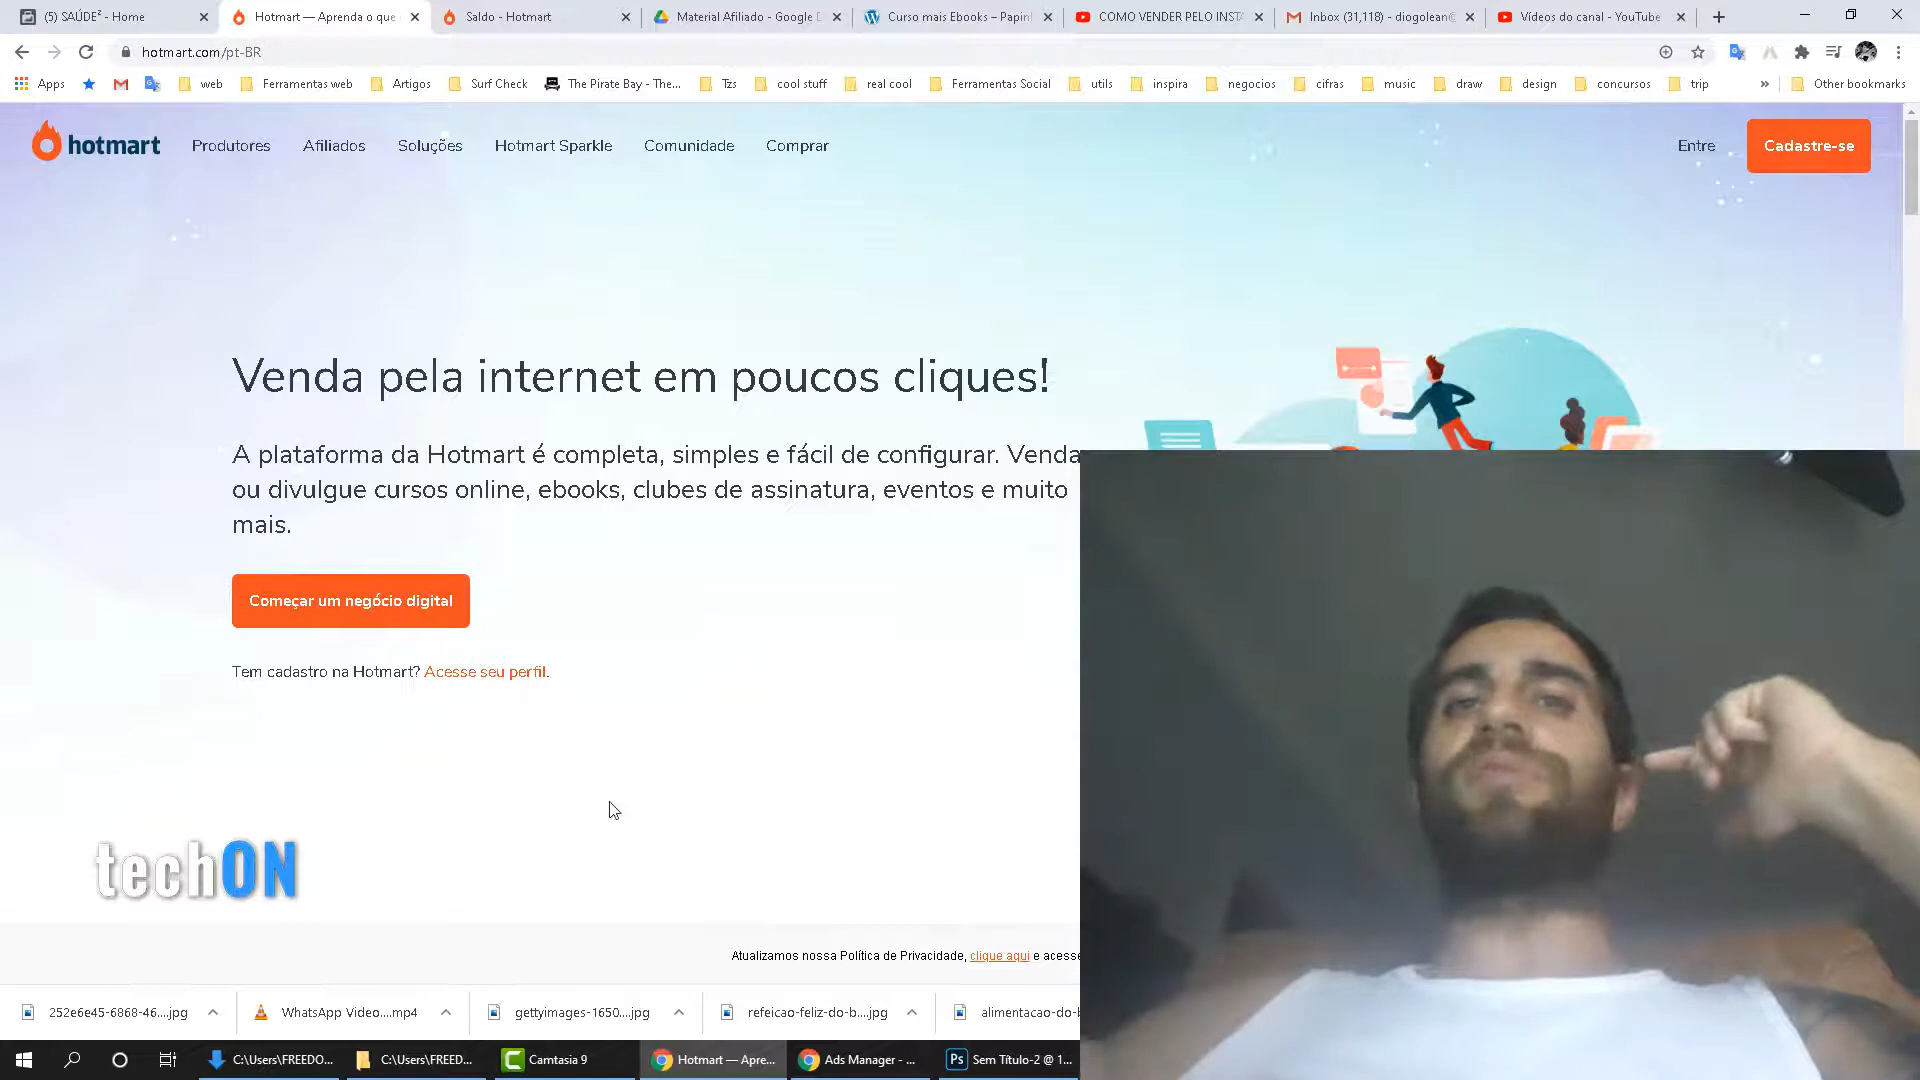 (5) SAÚDE² - Home
Hotmart — Aprenda o que
Saldo - Hotmart
Material Afiliado - Google D
Curso mais Ebooks – Papinh
COMO VENDER PELO INSTA
Inbox (31,118) - diogolean@
Vídeos do canal - YouTube
hotmart.com/pt-BR
Apps
web
Ferramentas web
Artigos
Surf Check
The Pirate Bay - The...
Tzs
cool stuff
real cool
Ferramentas Social
utils
inspira
negocios
cifras
music
draw
design
concursos
trip
»
Other bookmarks
hotmart
Produtores
Afiliados
Soluções
Hotmart Sparkle
Comunidade
Comprar
Entre
Cadastre-se
Venda pela internet em poucos cliques!
A plataforma da Hotmart é completa, simples e fácil de configurar. Venda
ou divulgue cursos online, ebooks, clubes de assinatura, eventos e muito
mais.
Começar um negócio digital
Tem cadastro na Hotmart? Acesse seu perfil.
techON
Atualizamos nossa Política de Privacidade, clique aqui e acesse
252e6e45-6868-46....jpg
WhatsApp Video....mp4
gettyimages-1650....jpg
refeicao-feliz-do-b....jpg
alimentacao-do-b
C:\Users\FREEDO...
C:\Users\FREED...
Camtasia 9
Hotmart — Apre...
Ads Manager - ...
Ps
Sem Título-2 @ 1...